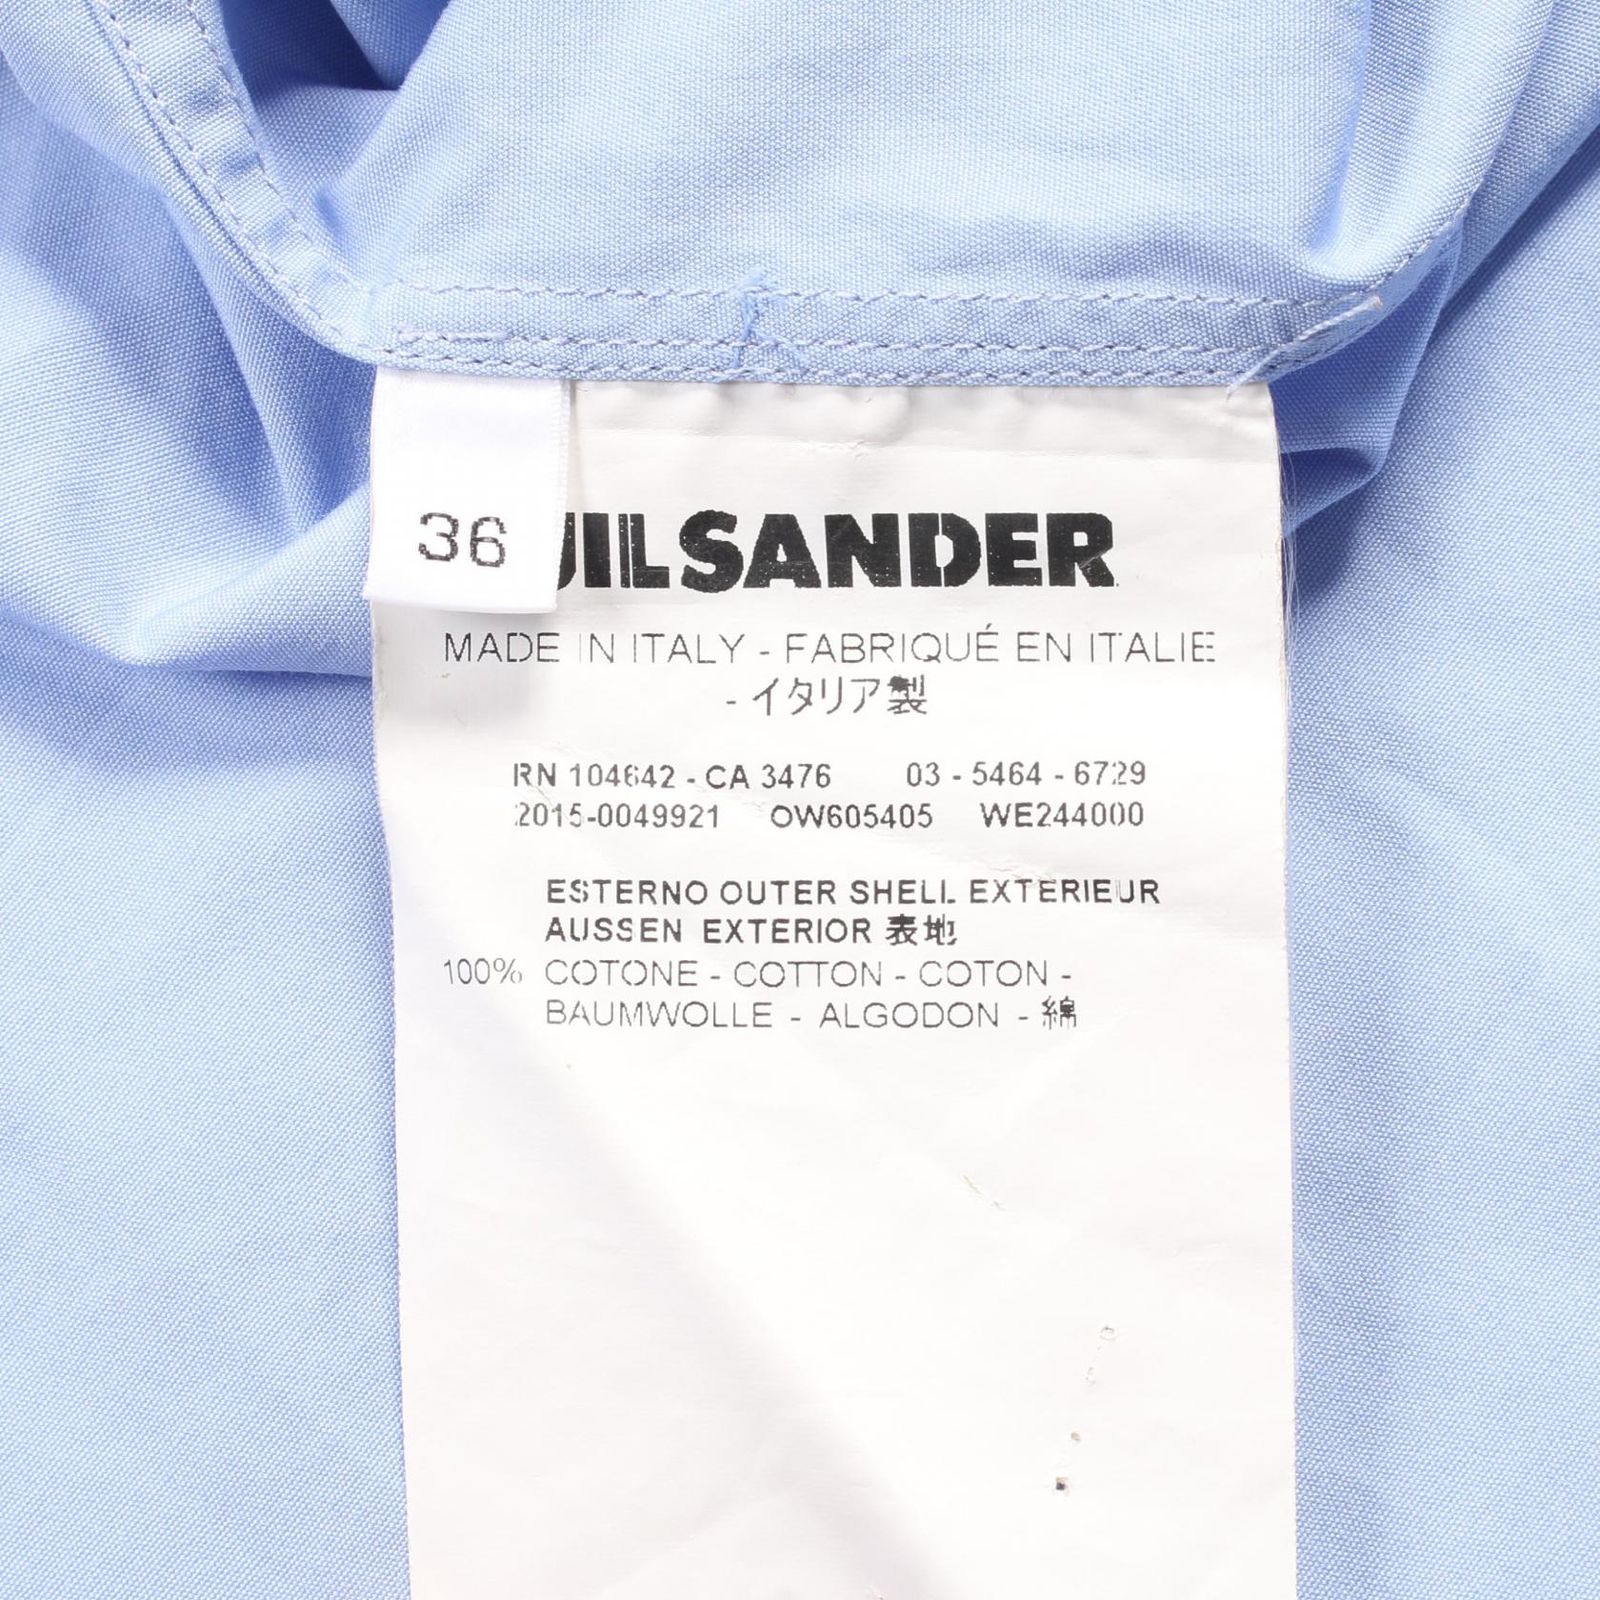 36
JILSANDER
MADE IN ITALY - FABRIQUÉ EN ITALIE
- イタリア製
RN 104642 - CA 3476 03 - 5464 - 6729
2015-0049921 OW605405 WE244000
ESTERNO OUTER SHELL EXTERIEUR
AUSSEN EXTERIOR 表地
100% COTONE - COTTON - COTON -
BAUMWOLLE - ALGODON - 綿